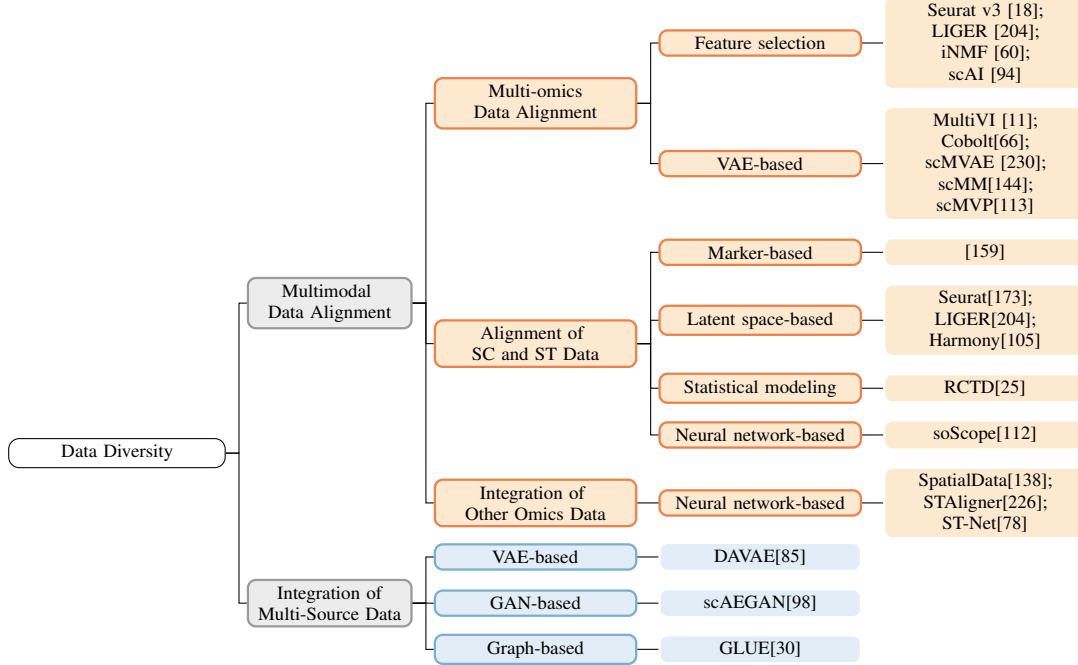 Data Diversity
Multimodal
Data Alignment
Multi-omics
Data Alignment
Feature selection
Seurat v3 [18];
LIGER [204];
iNMF [60];
scAI [94]
VAE-based
MultiVI [11];
Cobolt[66];
scMVAE [230];
scMM[144];
scMVP[113]
Alignment of
SC and ST Data
Marker-based
[159]
Latent space-based
Seurat[173];
LIGER[204];
Harmony[105]
Statistical modeling
RCTD[25]
Neural network-based
soScope[112]
Integration of
Other Omics Data
Neural network-based
SpatialData[138];
STAligner[226];
ST-Net[78]
Integration of
Multi-Source Data
VAE-based
DAVAE[85]
GAN-based
scAEGAN[98]
Graph-based
GLUE[30]